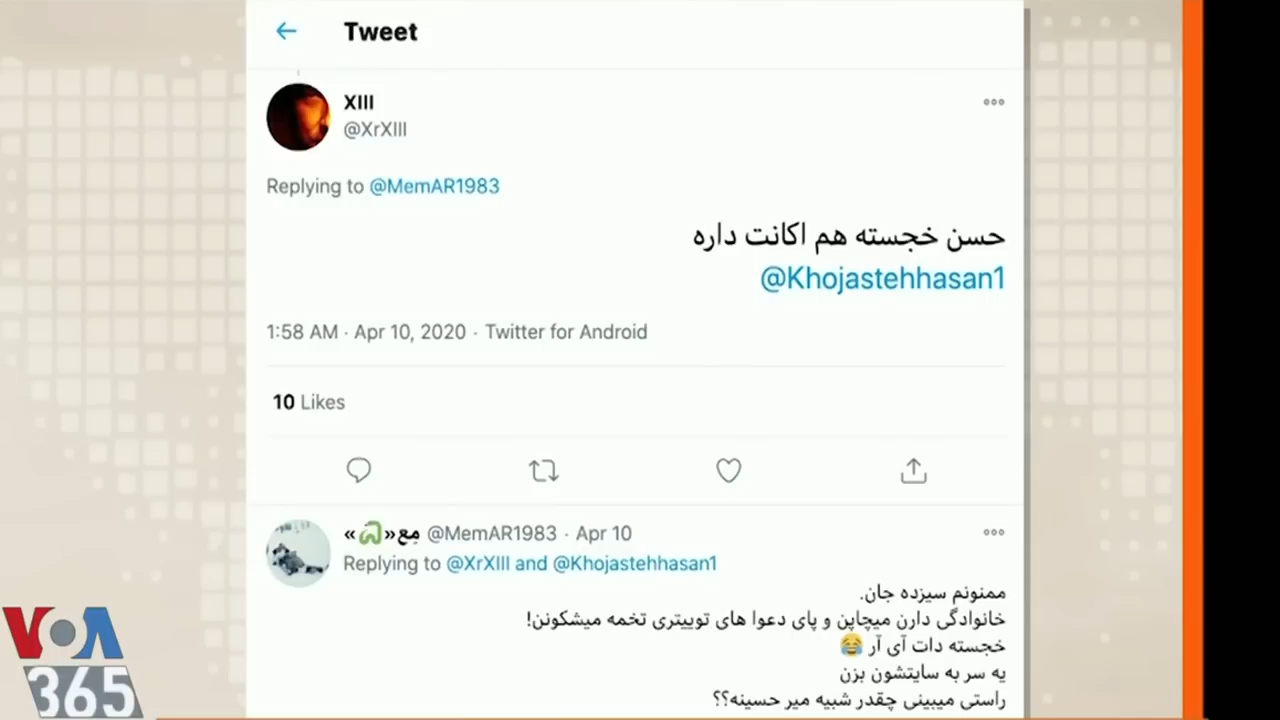 Tweet
XIII
@XrXIII
Replying to @MemAR1983
حسن خجسته هم اکانت داره
@Khojastehhasan1
1:58 AM · Apr 10, 2020 · Twitter for Android
10 Likes
مع«🐍» @MemAR1983 · Apr 10
Replying to @XrXIII and @Khojastehhasan1
ممنونم سیزده جان.
خانوادگی دارن میچاپن و پای دعوا های توییتری تخمه میشکونن!
خجسته دات آی آر 😂
یه سر به سایتشون بزن
راستی میبینی چقدر شبیه میر حسینه؟؟
VOA
365